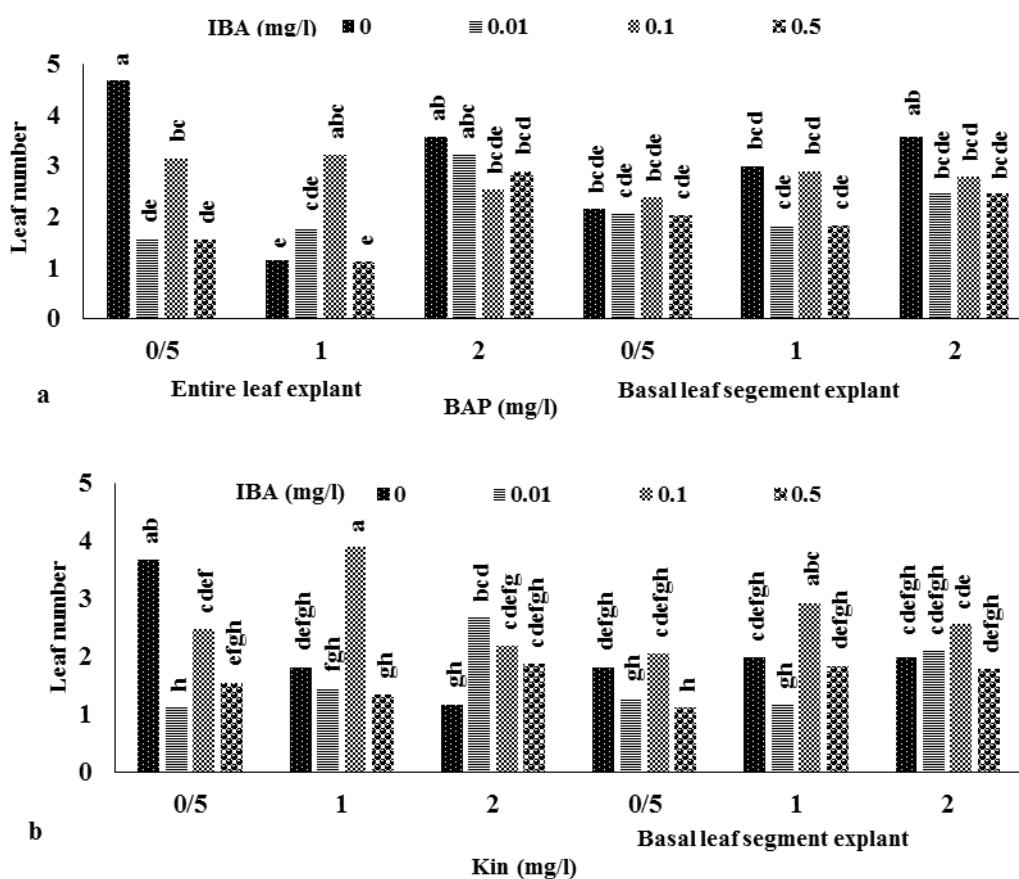 IBA (mg/l) 0 0.01 0.1 0.5
Leaf number
5
4
3
2
1
0
a de bc de
e cde abc e
ab abc bcde bcd
bcde cde bcde cde
bcd cde bcd cde
ab bcde bcd bcde
0/5 1 2 0/5 1 2
Entire leaf explant Basal leaf segement explant
a
BAP (mg/l)
IBA (mg/l) 0 0.01 0.1 0.5
Leaf number
5
4
3
2
1
0
ab h cdef efgh
defgh fgh a gh
gh bcd cdefg cdefgh
defgh gh cdefgh h
cdefgh gh abc defgh
cdefgh cdefgh cde defgh
0/5 1 2 0/5 1 2
b
Basal leaf segment explant
Kin (mg/l)